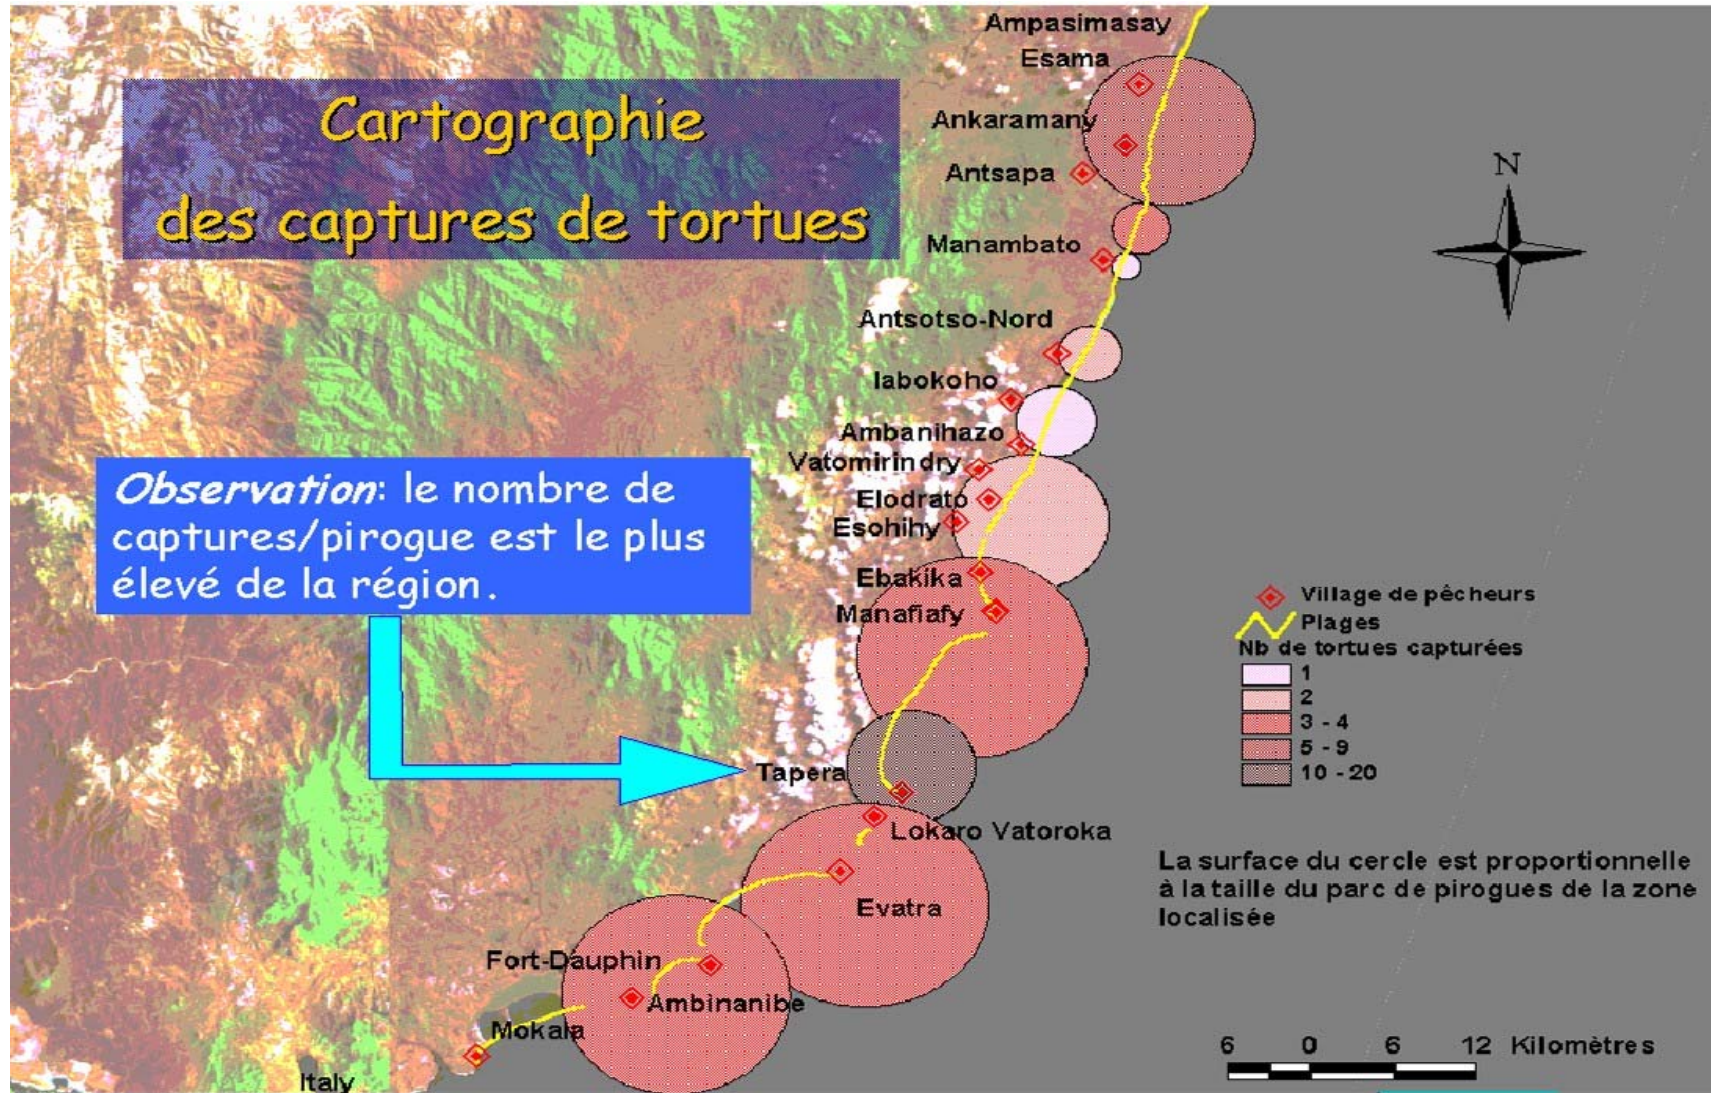 Ampasimasay
Esama
Cartographie
des captures de tortues
Ankaramany
Antsapa
N
Manambato
Antsotso-Nord
Iabokoho
Ambanihazo
Vatomirindry
Elodrato
Esohihy
Observation: le nombre de
captures/pirogue est le plus
élevé de la région.
Ebakika
Manafiafy
Village de pêcheurs
Plages
Nb de tortues capturées
1
2
3 - 4
5 - 9
10 - 20
Tapera
Lokaro Vatoroka
La surface du cercle est proportionnelle
à la taille du parc de pirogues de la zone
localisée
Evatra
Fort-Dauphin
Ambinanibe
Mokala
Italy
6 0 6 12 Kilomètres